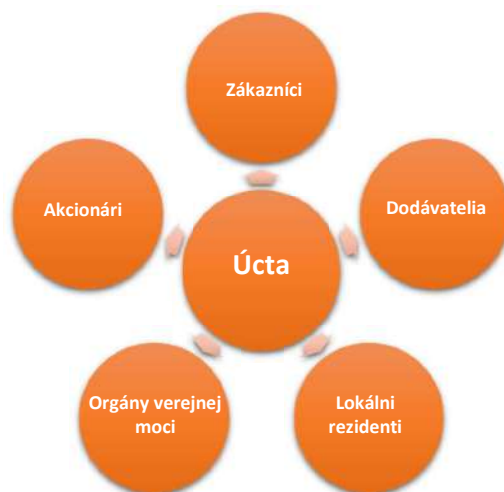 Zákazníci
Akcionári
Dodávatelia
Úcta
Orgány verejnej
moci
Lokálni
rezidenti